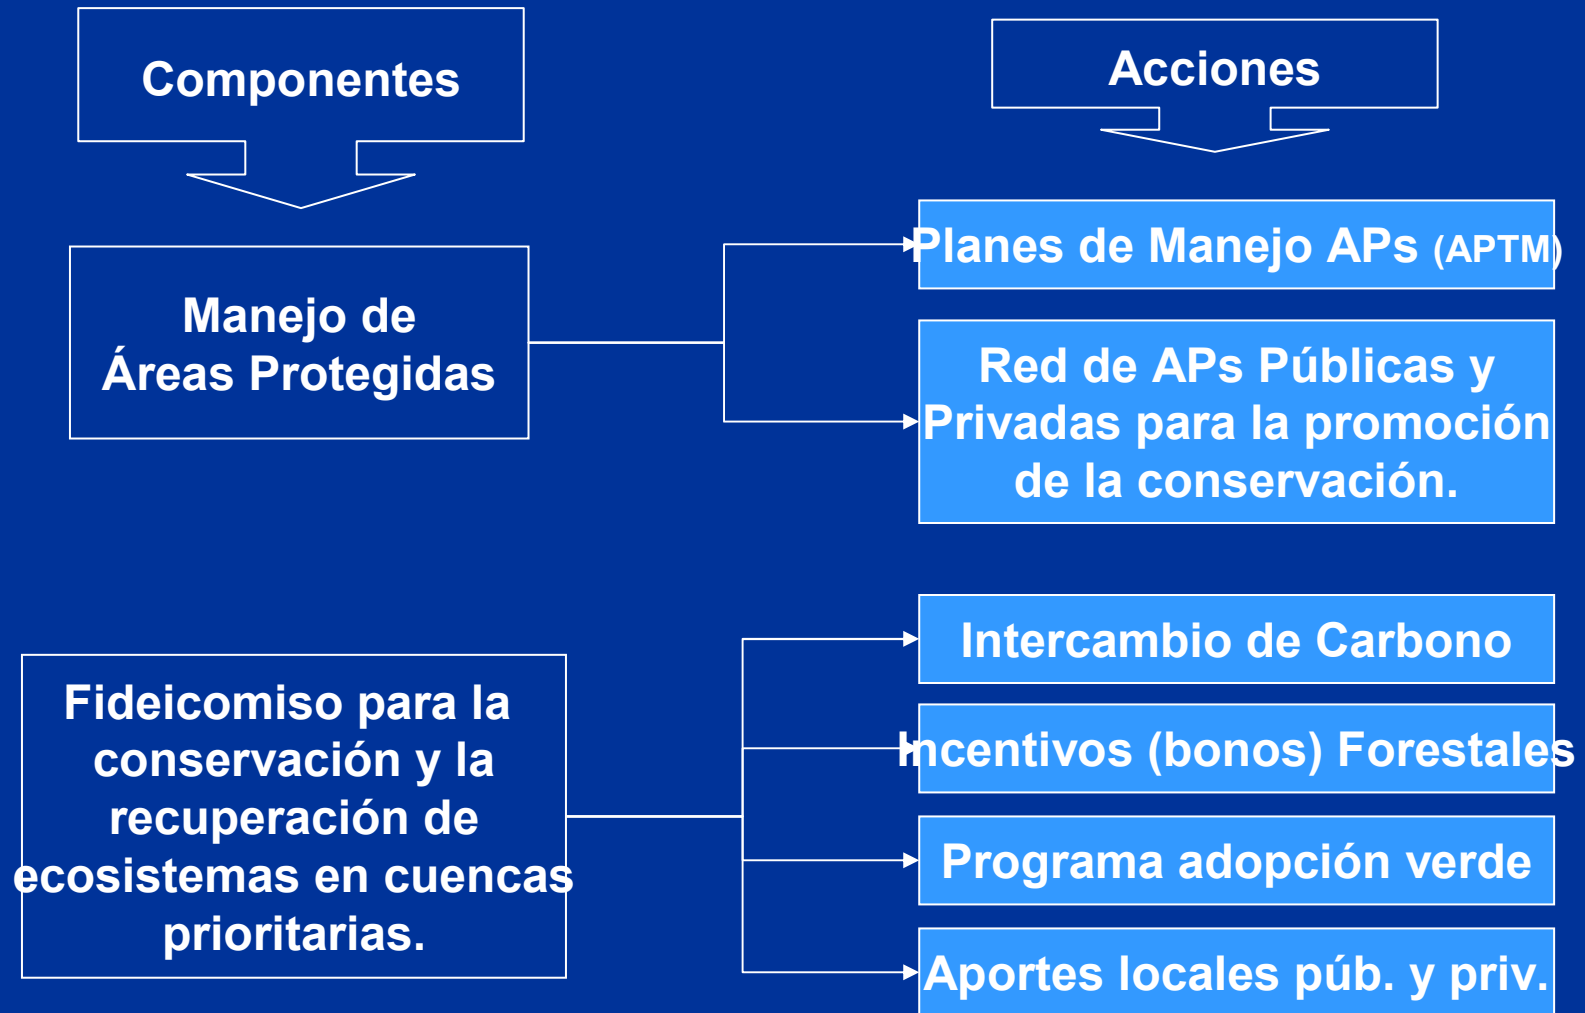 Componentes
Acciones
Manejo de
Áreas Protegidas
Planes de Manejo APs (APTM)
Red de APs Públicas y
Privadas para la promoción
de la conservación.
Fideicomiso para la
conservación y la
recuperación de
ecosistemas en cuencas
prioritarias.
Intercambio de Carbono
Incentivos (bonos) Forestales
Programa adopción verde
Aportes locales púb. y priv.